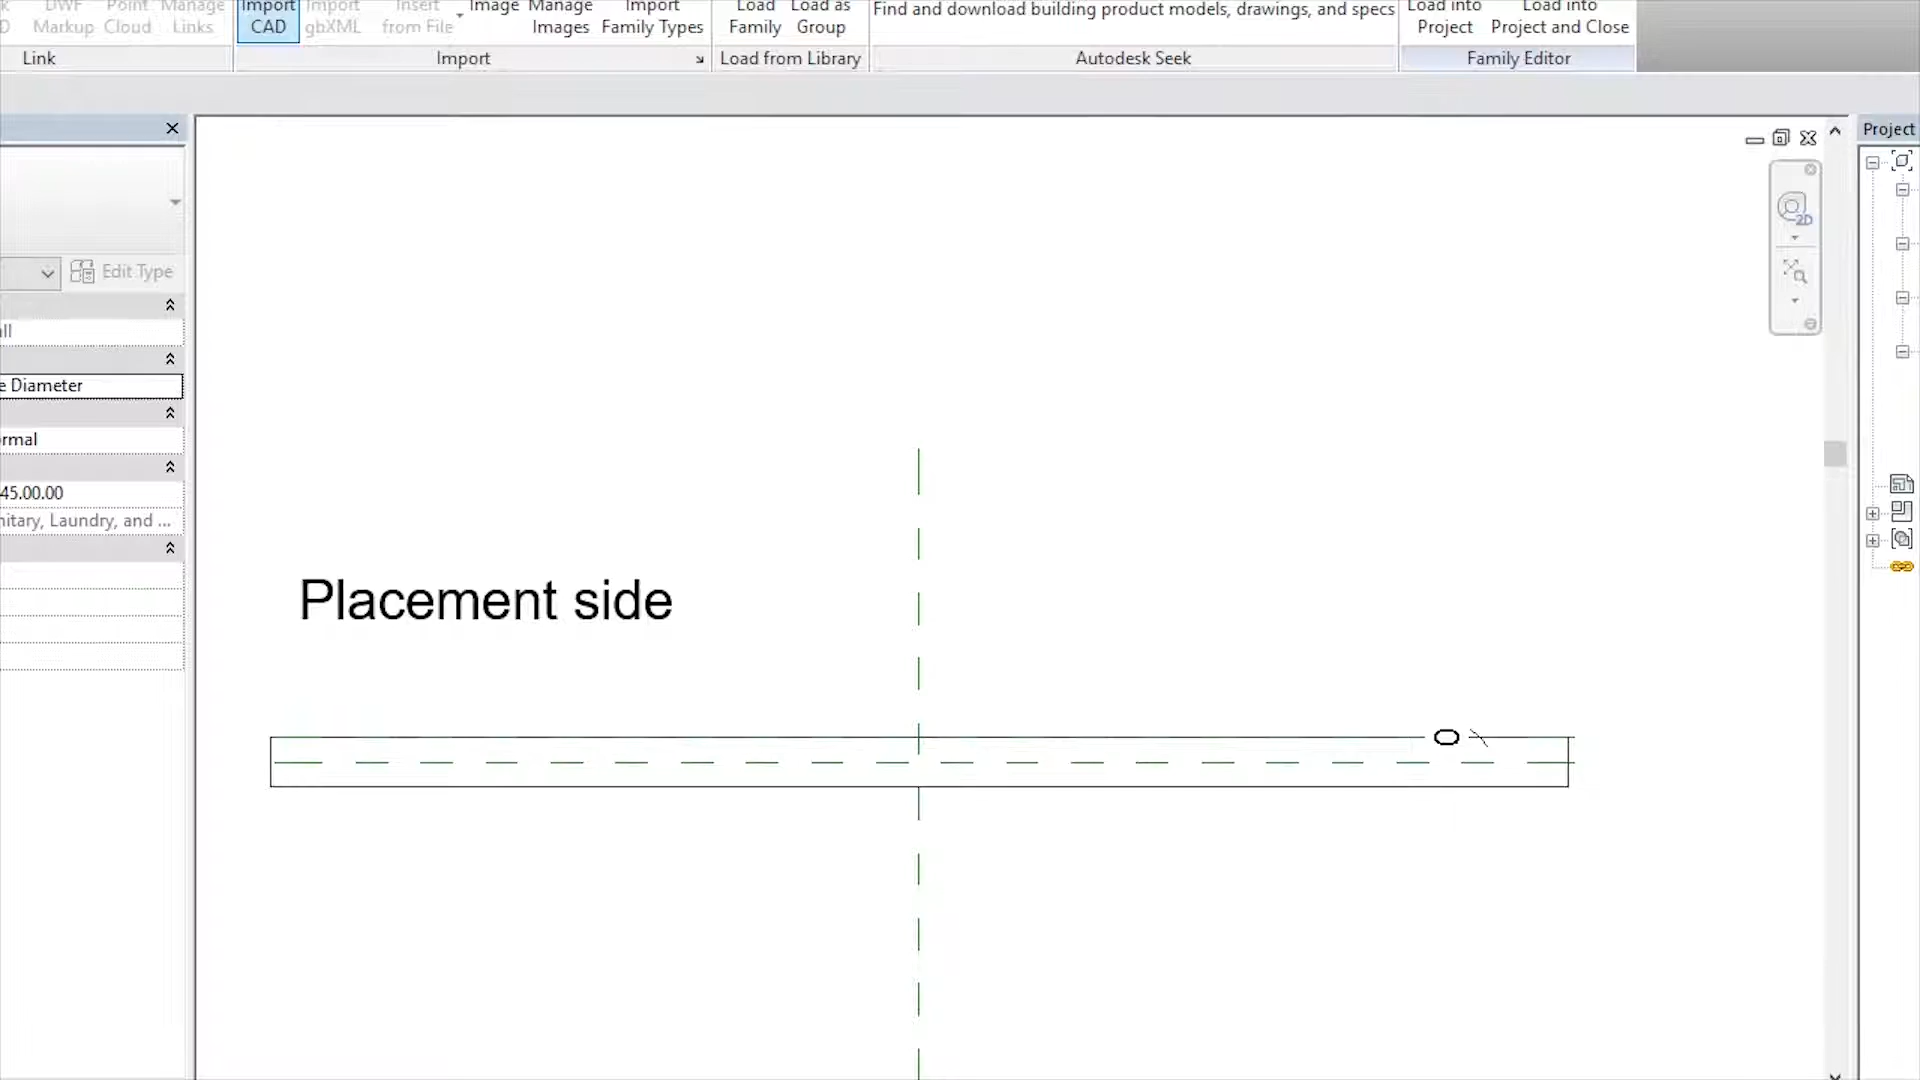 DWF Point Manage Import Import Insert Image Manage Import Load Load as Find and download building product models, drawings, and specs Load into Load into
Markup Cloud Links CAD gbXML from File Images Family Types Family Group Project Project and Close
Link Import Load from Library Autodesk Seek Family Editor
Project
2D
Edit Type
e Diameter
45.00.00
nitary, Laundry, and ...
Placement side